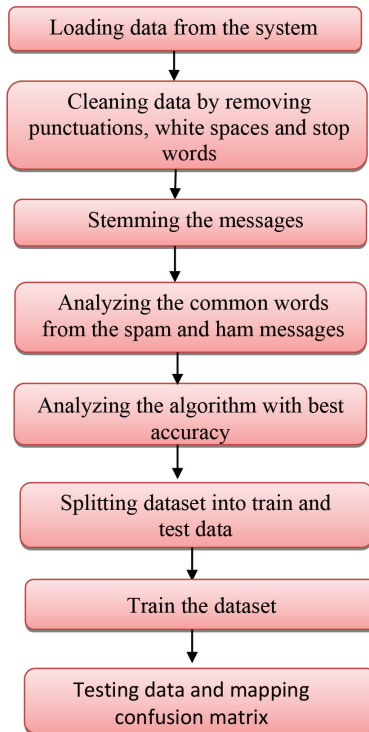 Loading data from the system
Cleaning data by removing
punctuations, white spaces and stop
words
Stemming the messages
Analyzing the common words
from the spam and ham messages
Analyzing the algorithm with best
accuracy
Splitting dataset into train and
test data
Train the dataset
Testing data and mapping
confusion matrix